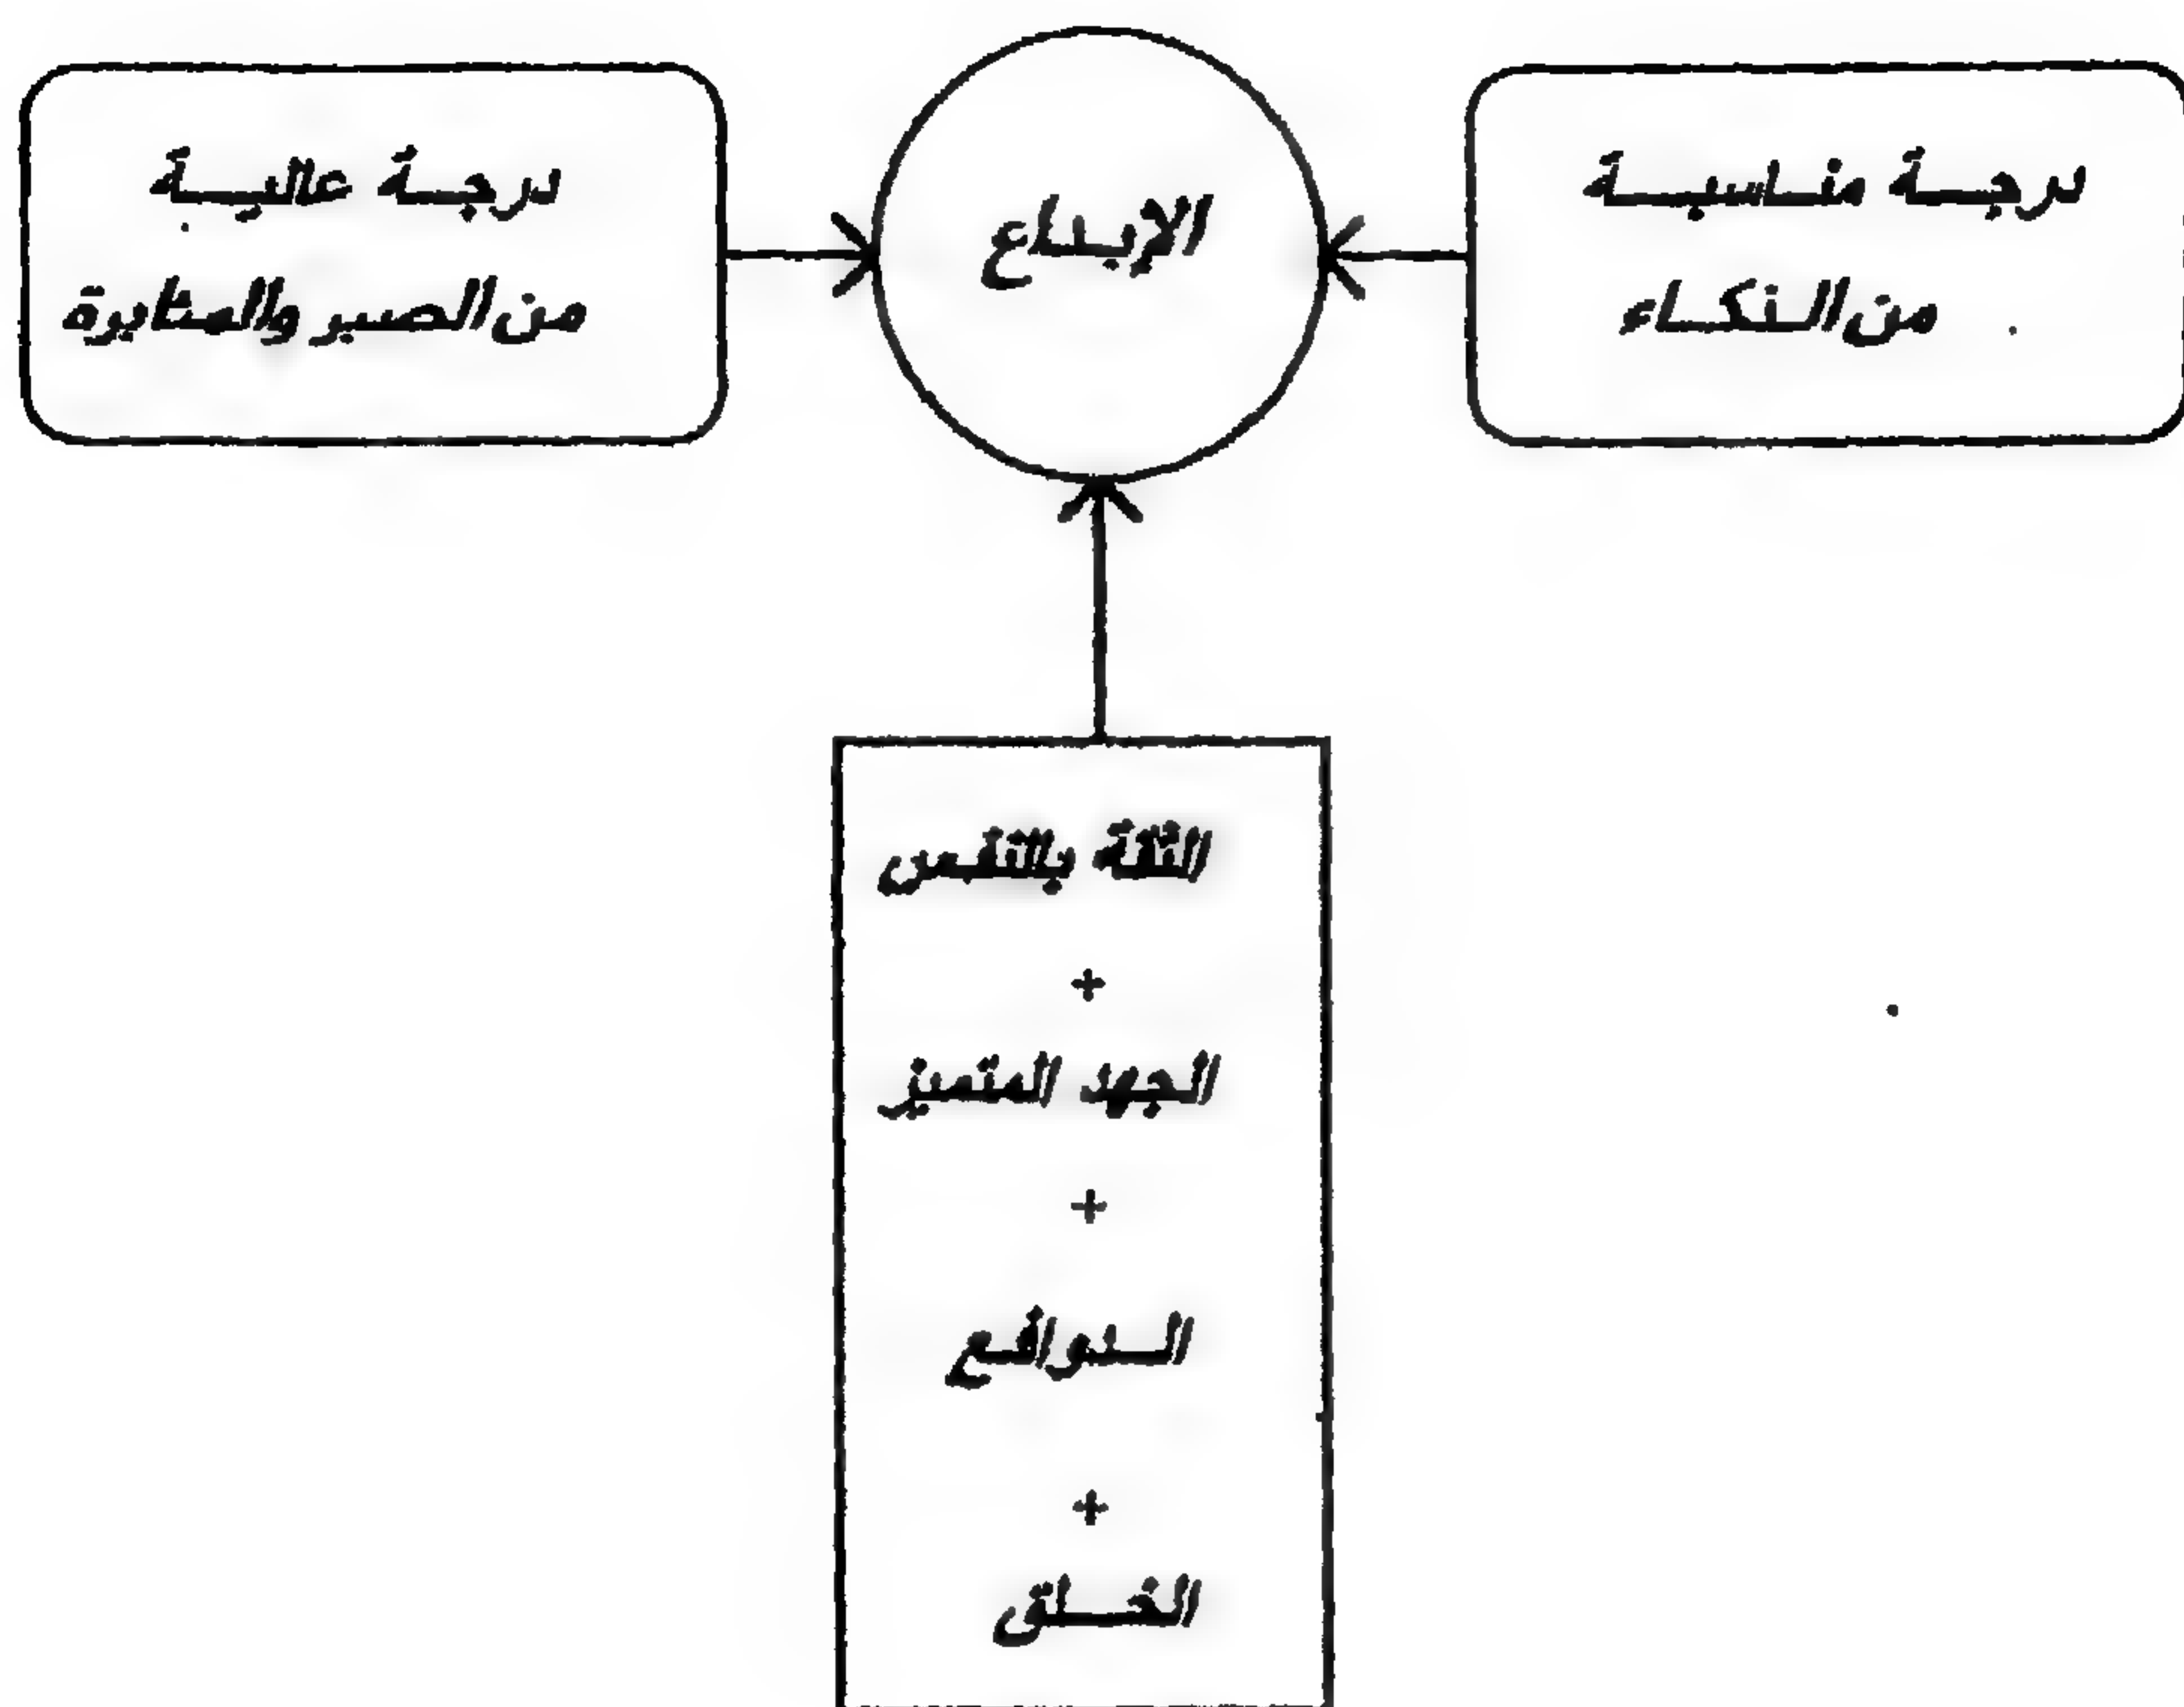 درجة مناسبة
من الذكاء
الإبداع
درجة عالية
من الصبر والمثابرة
الثقة بالنفس
+
الجهد المتميز
+
الدوافع
+
الخلق